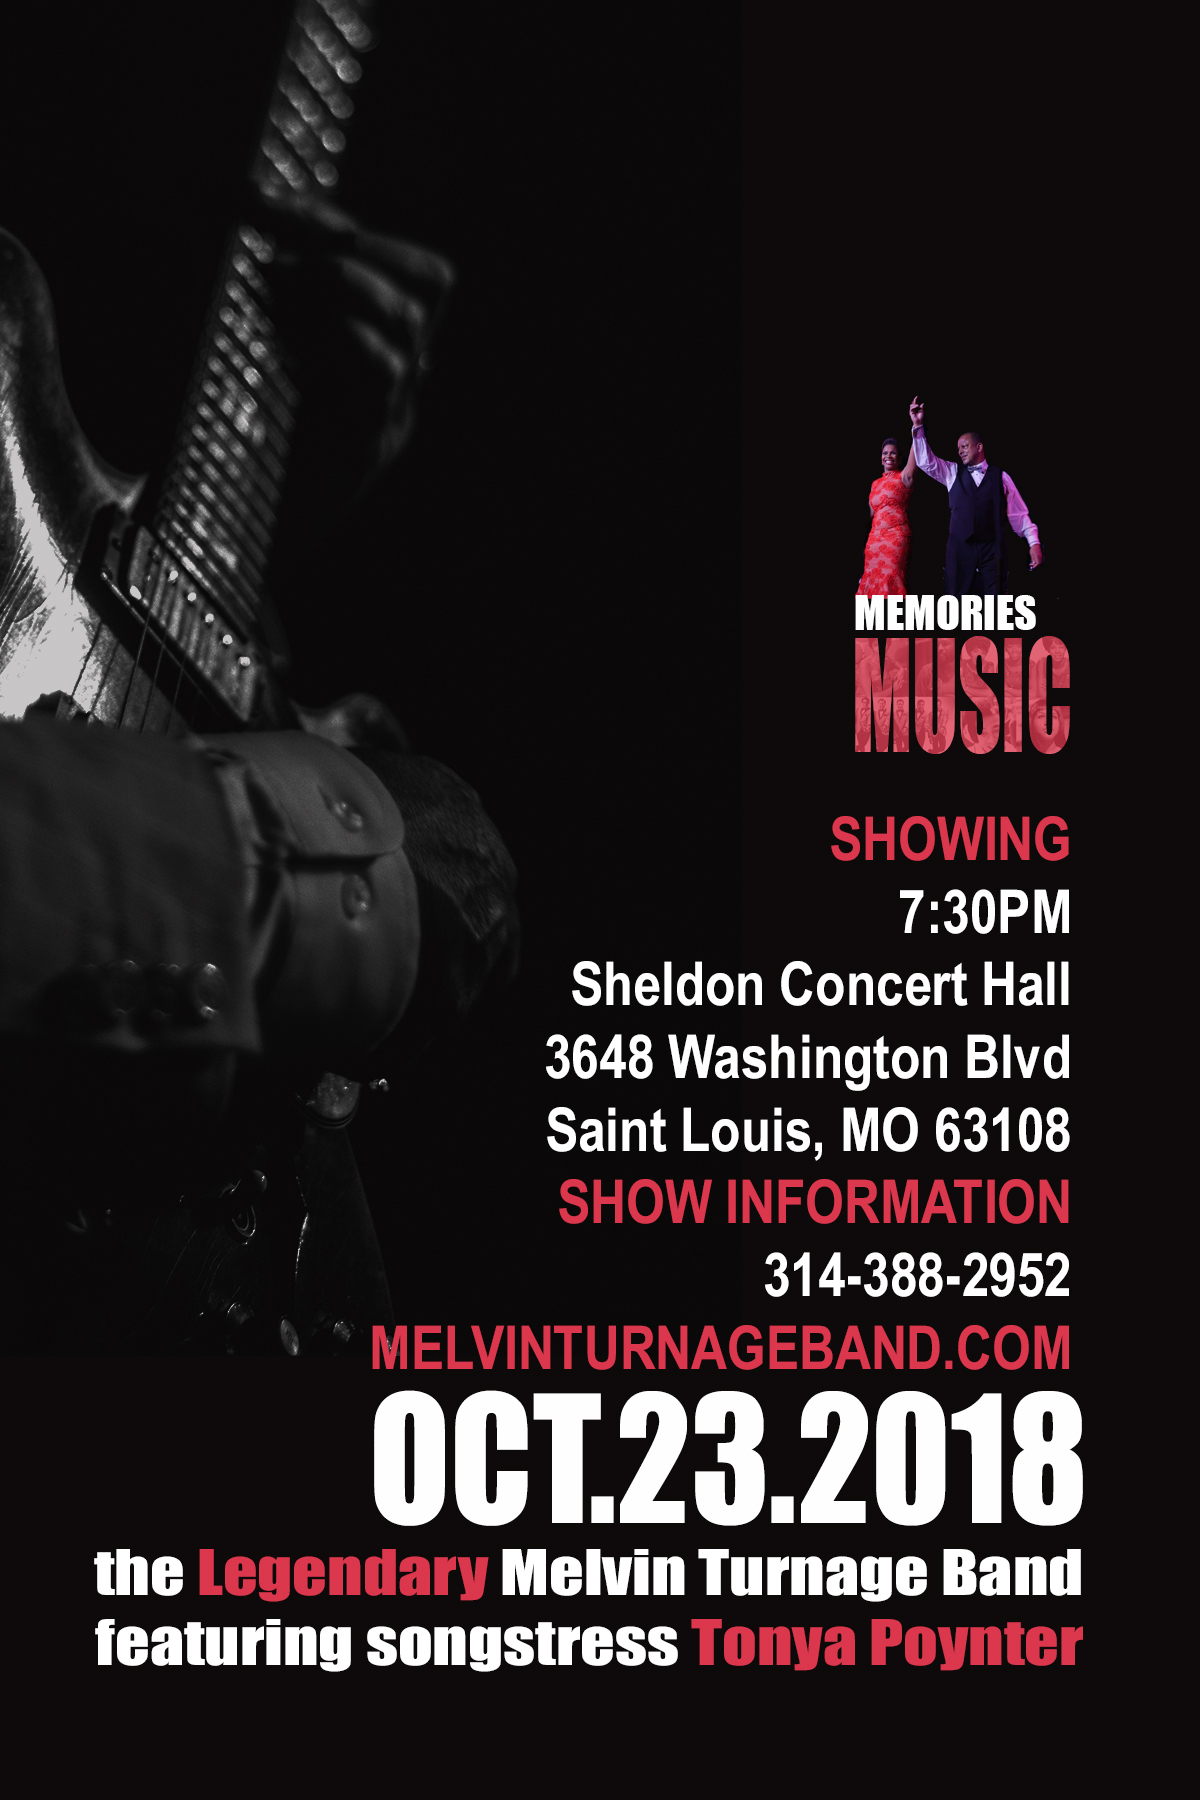 MEMORIES
MUSIC
SHOWING
7:30PM
Sheldon Concert Hall
3648 Washington Blvd
Saint Louis, MO 63108
SHOW INFORMATION
314-388-2952
MELVINTURNAGEBAND.COM
OCT.23.2018
the Legendary Melvin Turnage Band
featuring songstress Tonya Poynter